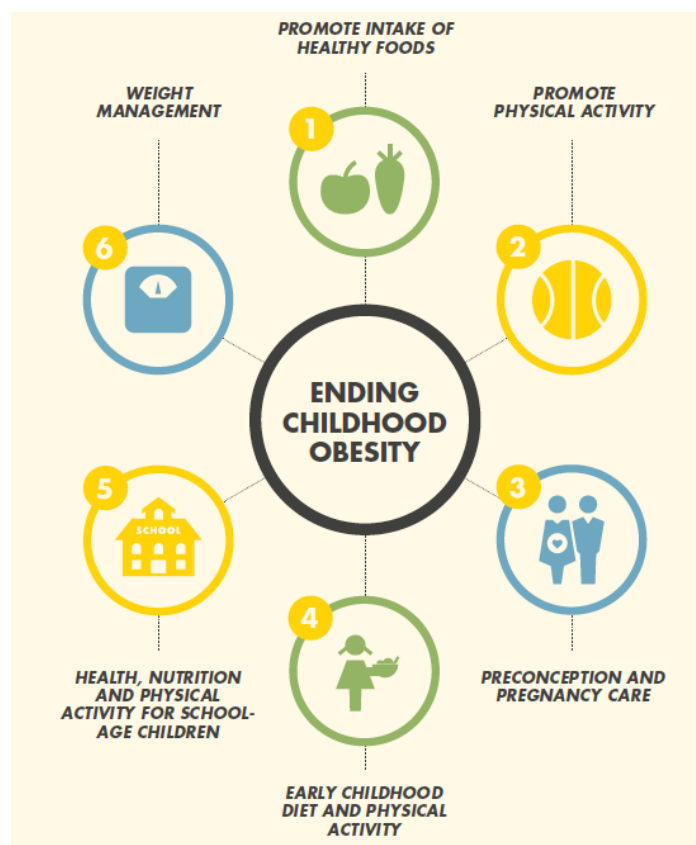 PROMOTE INTAKE OF
HEALTHY FOODS
1
PROMOTE
PHYSICAL ACTIVITY
2
3
PRECONCEPTION AND
PREGNANCY CARE
4
EARLY CHILDHOOD
DIET AND PHYSICAL
ACTIVITY
5
SCHOOL
HEALTH, NUTRITION
AND PHYSICAL
ACTIVITY FOR SCHOOL-
AGE CHILDREN
WEIGHT
MANAGEMENT
6
ENDING
CHILDHOOD
OBESITY